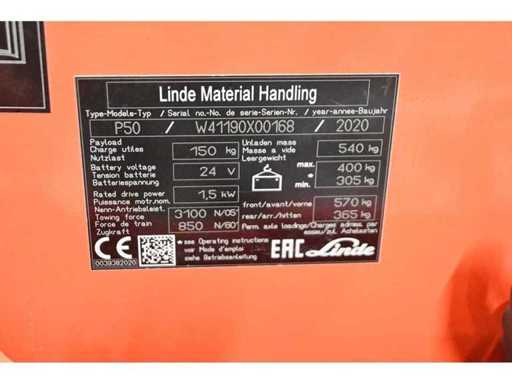 Linde Material Handling
Type-Modele-Typ / Serial no.-No. de serie-Serien-Nr. / year-annee-Baujahr
P50 / W41190X00168 / 2020
Payload
Charge utiles 150 kg
Nutzlast
Unladen mass
Masse a vide 540 kg
Leergewicht
Battery voltage
Tension batterie 24 V
Batteriespannung
max. 400 kg
* min. 305 kg
Rated drive power
Puissance motr.nom. 1,5 kW
Nenn-Antriebsleist.
front/avant/vorne 570 kg
rear/arr./hitten 365 kg
Towing force 3100 N/05'
Force de train 850 N/60'
Zugkraft
Perm. axle loadings/Charges admiss. par
essieu/zul. Achslasten
CE
0039382020
* see Operating instructions
voir Mode d'emploi
siehe Betriebsanleitung
EAC Linde